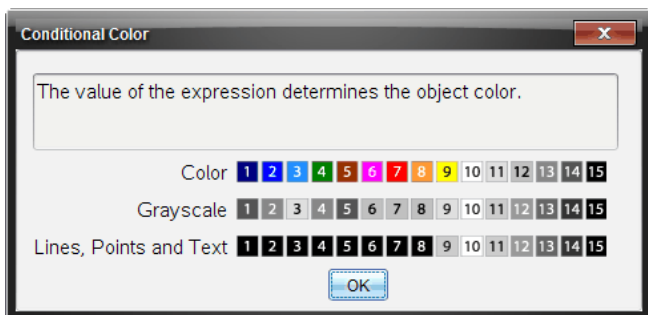 Conditional Color
The value of the expression determines the object color.
Color 1 2 3 4 5 6 7 8 9 10 11 12 13 14 15
Grayscale 1 2 3 4 5 6 7 8 9 10 11 12 13 14 15
Lines, Points and Text 1 2 3 4 5 6 7 8 9 10 11 12 13 14 15
OK